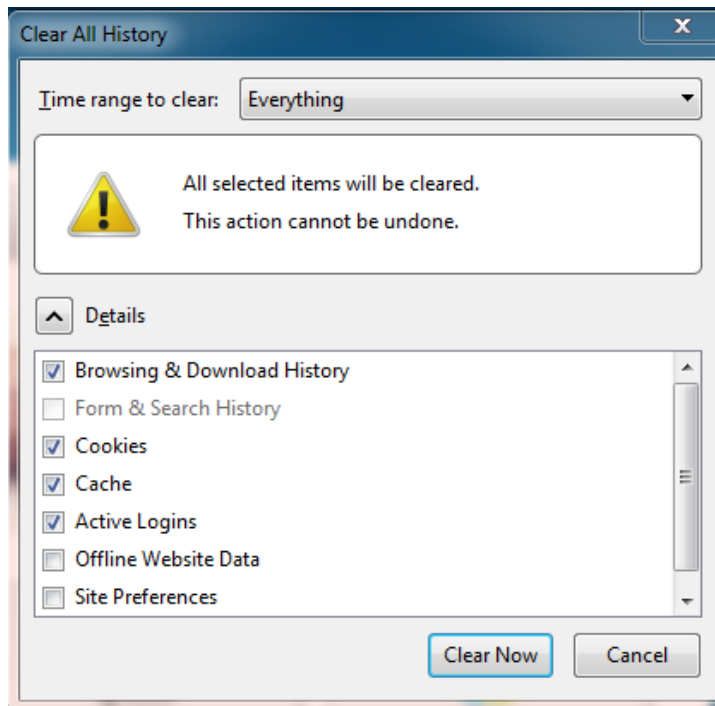 Clear All History
Time range to clear: Everything
All selected items will be cleared.
This action cannot be undone.
Details
Browsing & Download History
Form & Search History
Cookies
Cache
Active Logins
Offline Website Data
Site Preferences
Clear Now Cancel